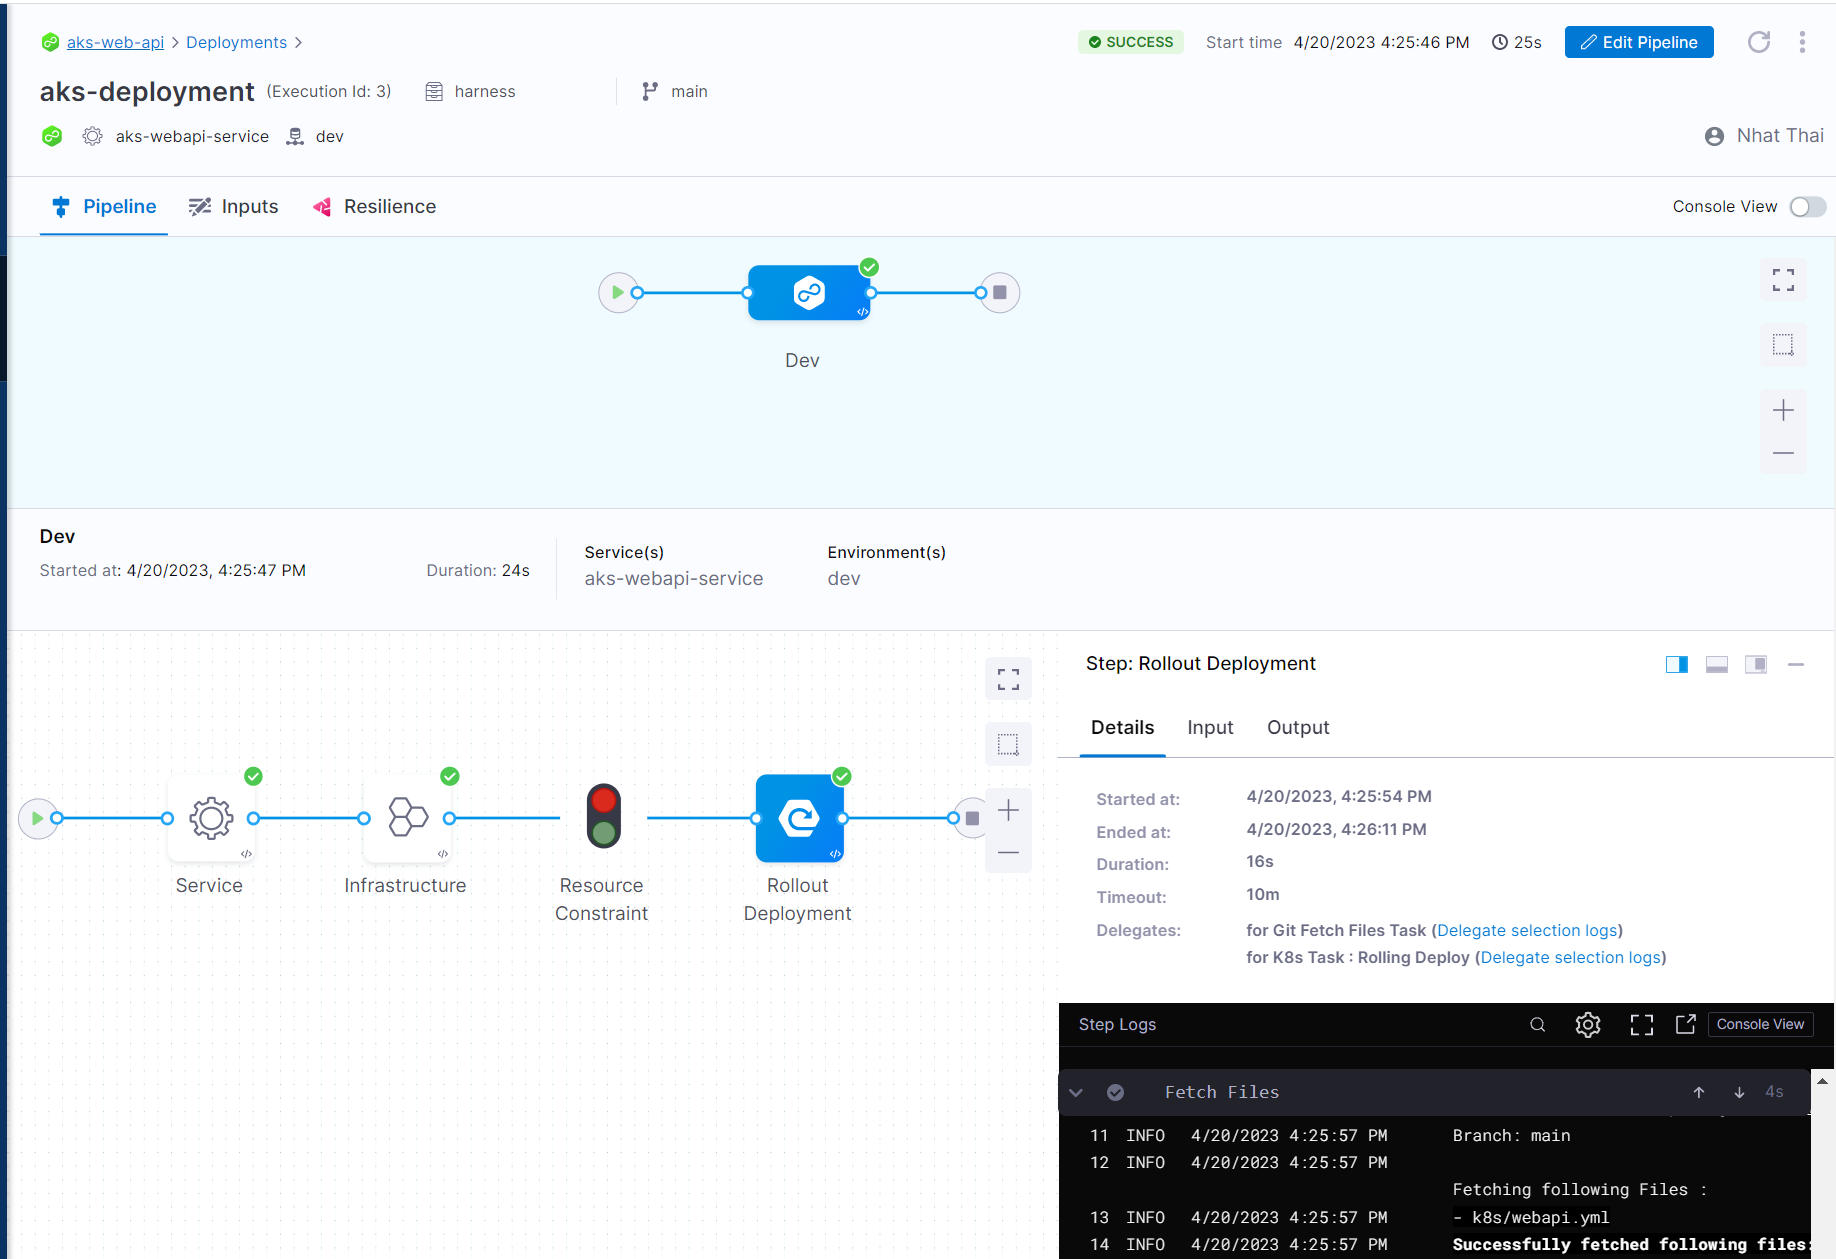 aks-web-api > Deployments >
SUCCESS Start time 4/20/2023 4:25:46 PM 25s Edit Pipeline
aks-deployment (Execution Id: 3) harness main
aks-webapi-service dev
Nhat Thai
Pipeline Inputs Resilience
Console View
Dev
Dev
Started at: 4/20/2023, 4:25:47 PM Duration: 24s
Service(s)
aks-webapi-service
Environment(s)
dev
Service
Infrastructure
Resource
Constraint
Rollout
Deployment
Step: Rollout Deployment
Details Input Output
Started at: 4/20/2023, 4:25:54 PM
Ended at: 4/20/2023, 4:26:11 PM
Duration: 16s
Timeout: 10m
Delegates: for Git Fetch Files Task (Delegate selection logs)
for K8s Task : Rolling Deploy (Delegate selection logs)
Step Logs Console View
Fetch Files 4s
11 INFO 4/20/2023 4:25:57 PM Branch: main
12 INFO 4/20/2023 4:25:57 PM
Fetching following Files :
13 INFO 4/20/2023 4:25:57 PM - k8s/webapi.yml
14 INFO 4/20/2023 4:25:57 PM Successfully fetched following files: